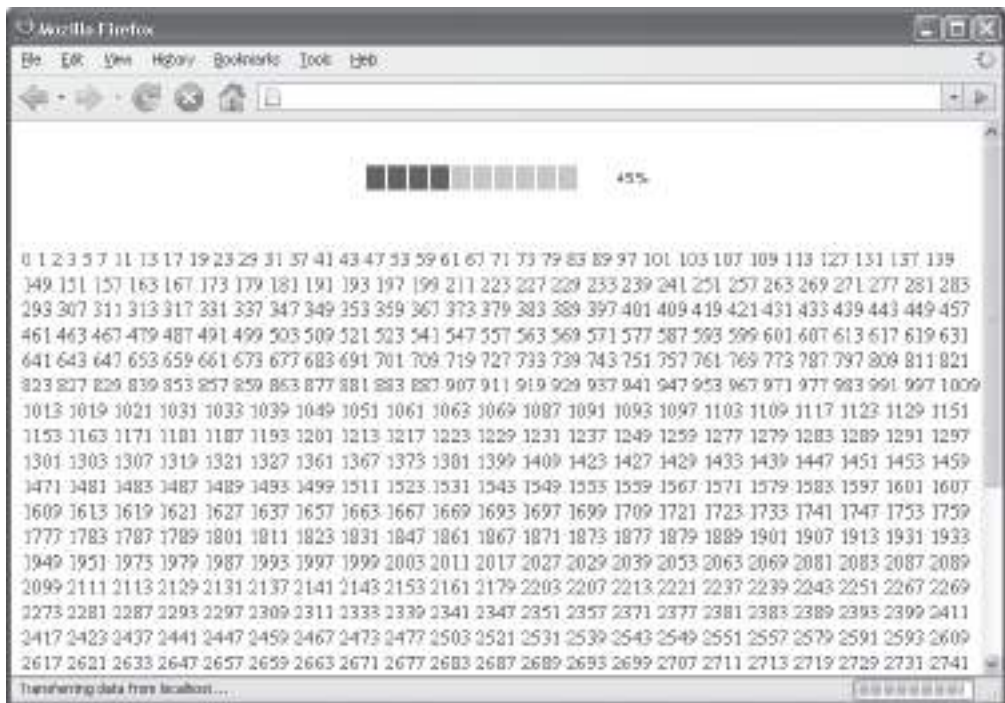 Mozilla Firefox
File Edit View History Bookmarks Tools Help
45%
0 1 2 3 5 7 11 13 17 19 23 29 31 37 41 43 47 53 59 61 67 71 73 79 83 89 97 101 103 107 109 113 127 131 137 139
149 151 157 163 167 173 179 181 191 193 197 199 211 223 227 229 233 239 241 251 257 263 269 271 277 281 283
293 307 311 313 317 331 337 347 349 353 359 367 373 379 383 389 397 401 409 419 421 431 433 439 443 449 457
461 463 467 479 487 491 499 503 509 521 523 541 547 557 563 569 571 577 587 593 599 601 607 613 617 619 631
641 643 647 653 659 661 673 677 683 691 701 709 719 727 733 739 743 751 757 761 769 773 787 797 809 811 821
823 827 829 839 853 857 859 863 877 881 883 887 907 911 919 929 937 941 947 953 967 971 977 983 991 997 1009
1013 1019 1021 1031 1033 1039 1049 1051 1061 1063 1069 1087 1091 1093 1097 1103 1109 1117 1123 1129 1151
1153 1163 1171 1181 1187 1193 1201 1213 1217 1223 1229 1231 1237 1249 1259 1277 1279 1283 1289 1291 1297
1301 1303 1307 1319 1321 1327 1361 1367 1373 1381 1399 1409 1423 1427 1429 1433 1439 1447 1451 1453 1459
1471 1481 1483 1487 1489 1493 1499 1511 1523 1531 1543 1549 1553 1559 1567 1571 1579 1583 1597 1601 1607
1609 1613 1619 1621 1627 1637 1657 1663 1667 1669 1693 1697 1699 1709 1721 1723 1733 1741 1747 1753 1759
1777 1783 1787 1789 1801 1811 1823 1831 1847 1861 1867 1871 1873 1877 1879 1889 1901 1907 1913 1931 1933
1949 1951 1973 1979 1987 1993 1997 1999 2003 2011 2017 2027 2029 2039 2053 2063 2069 2081 2083 2087 2089
2099 2111 2113 2129 2131 2137 2141 2143 2153 2161 2179 2203 2207 2213 2221 2237 2239 2243 2251 2267 2269
2273 2281 2287 2293 2297 2309 2311 2333 2339 2341 2347 2351 2357 2371 2377 2381 2383 2389 2393 2399 2411
2417 2423 2437 2441 2447 2459 2467 2473 2477 2503 2521 2531 2539 2543 2549 2551 2557 2579 2591 2593 2609
2617 2621 2633 2647 2657 2659 2663 2671 2677 2683 2687 2689 2693 2699 2707 2711 2713 2719 2729 2731 2741
Transferring data from localhost...